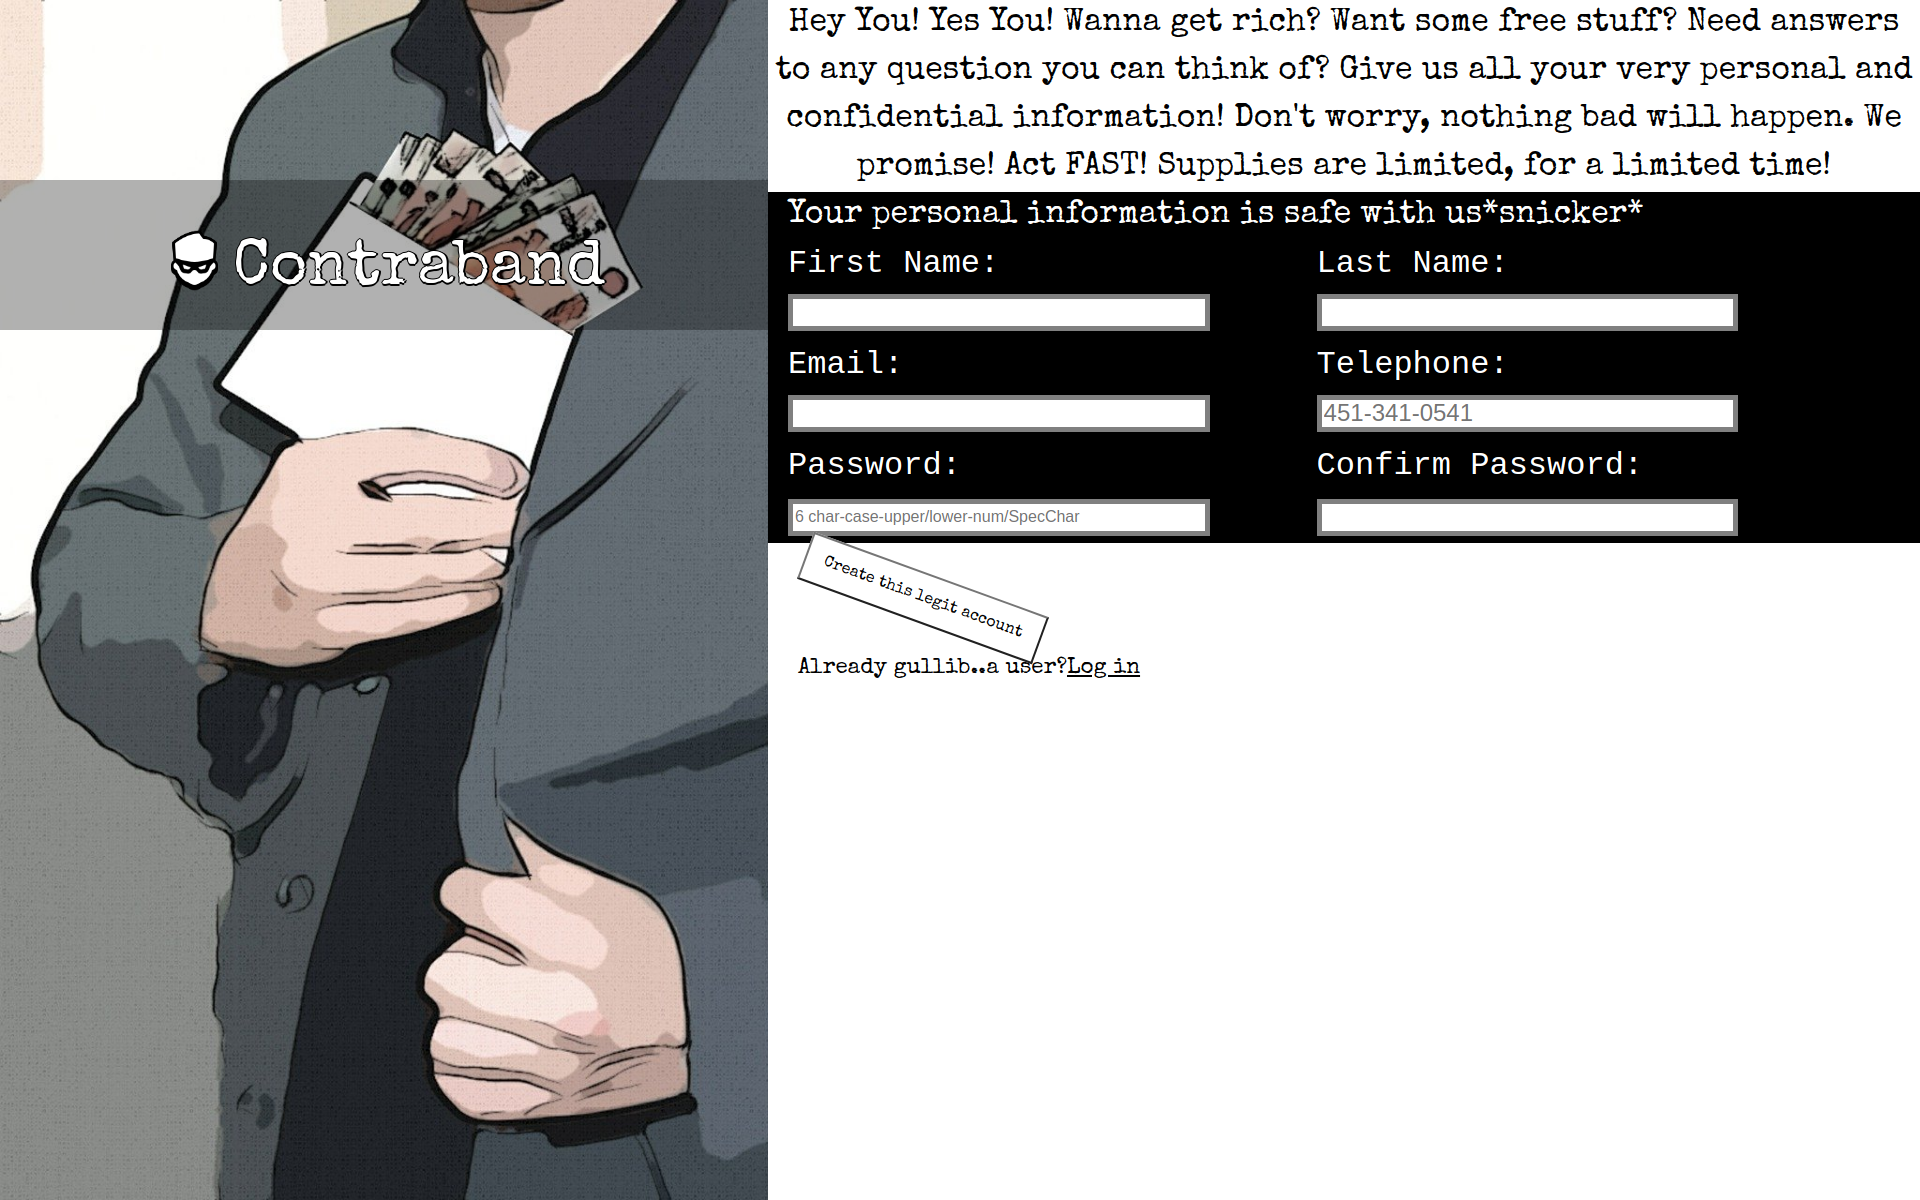 Contraband
Hey You! Yes You! Wanna get rich? Want some free stuff? Need answers
to any question you can think of? Give us all your very personal and
confidential information! Don't worry, nothing bad will happen. We
promise! Act FAST! Supplies are limited, for a limited time!
Your personal information is safe with us*snicker*
First Name:
Last Name:
Email:
Telephone:
451-341-0541
Password:
Confirm Password:
6 char-case-upper/lower-num/SpecChar
Create this legit account
Already gullib..a user?Log in